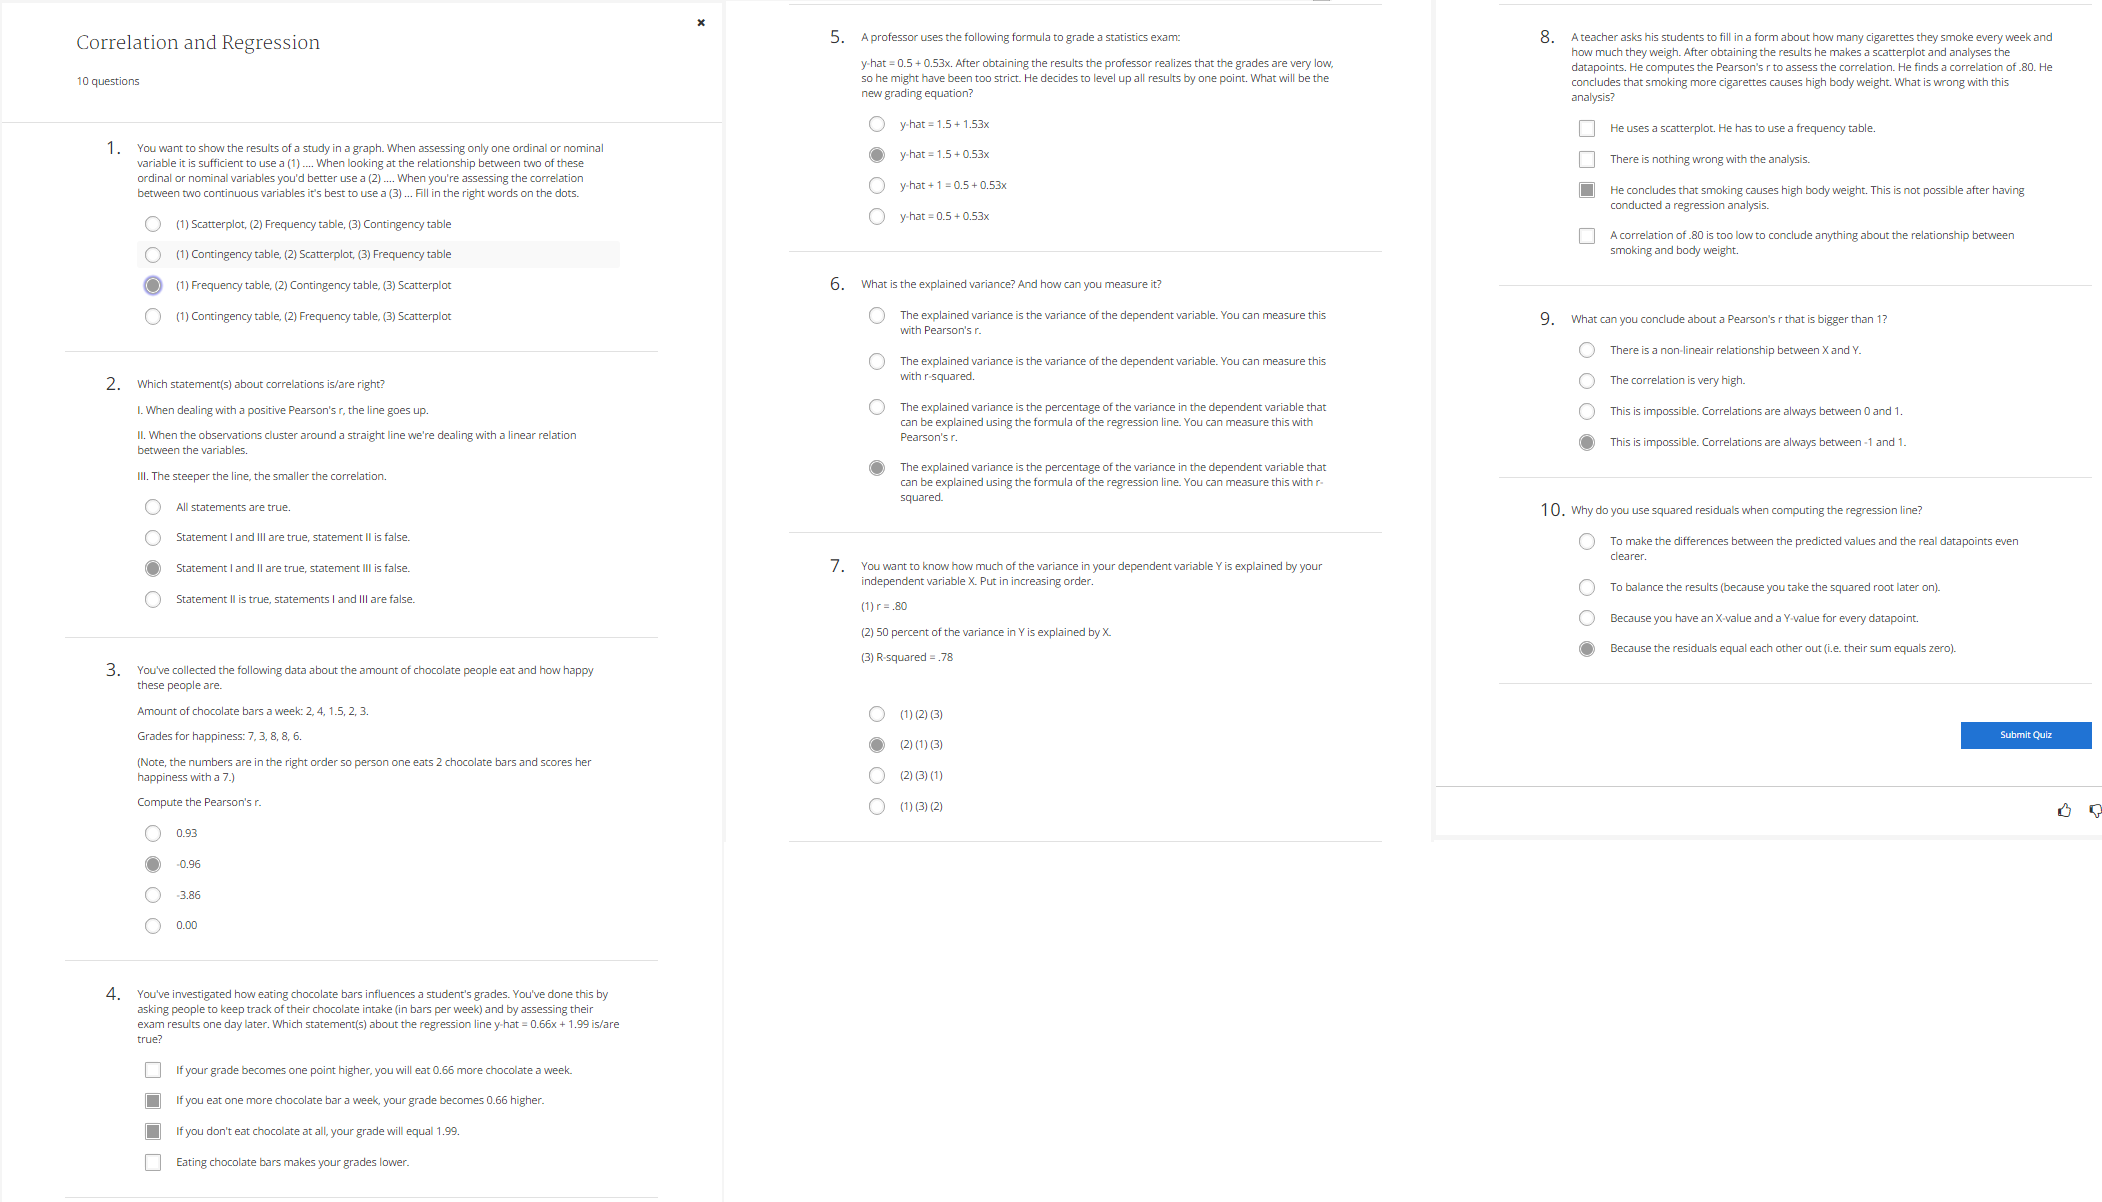 Correlation and Regression
10 questions
1. You want to show the results of a study in a graph. When assessing only one ordinal or nominal
variable it is sufficient to use a (1) .... When looking at the relationship between two of these
ordinal or nominal variables you'd better use a (2) .... When you're assessing the correlation
between two continuous variables it's best to use a (3) ... Fill in the right words on the dots.
(1) Scatterplot, (2) Frequency table, (3) Contingency table
(1) Contingency table, (2) Scatterplot, (3) Frequency table
(1) Frequency table, (2) Contingency table, (3) Scatterplot
(1) Contingency table, (2) Frequency table, (3) Scatterplot
2. Which statement(s) about correlations is/are right?
I. When dealing with a positive Pearson's r, the line goes up.
II. When the observations cluster around a straight line we're dealing with a linear relation
between the variables.
III. The steeper the line, the smaller the correlation.
All statements are true.
Statement I and III are true, statement II is false.
Statement I and II are true, statement III is false.
Statement II is true, statements I and III are false.
3. You've collected the following data about the amount of chocolate people eat and how happy
these people are.
Amount of chocolate bars a week: 2, 4, 1.5, 2, 3.
Grades for happiness: 7, 3, 8, 8, 6.
(Note, the numbers are in the right order so person one eats 2 chocolate bars and scores her
happiness with a 7.)
Compute the Pearson's r.
0.93
-0.96
-3.86
0.00
4. You've investigated how eating chocolate bars influences a student's grades. You've done this by
asking people to keep track of their chocolate intake (in bars per week) and by assessing their
exam results one day later. Which statement(s) about the regression line y-hat = 0.66x + 1.99 is/are
true?
If your grade becomes one point higher, you will eat 0.66 more chocolate a week.
If you eat one more chocolate bar a week, your grade becomes 0.66 higher.
If you don't eat chocolate at all, your grade will equal 1.99.
Eating chocolate bars makes your grades lower.
5. A professor uses the following formula to grade a statistics exam:
y-hat = 0.5 + 0.53x. After obtaining the results the professor realizes that the grades are very low,
so he might have been too strict. He decides to level up all results by one point. What will be the
new grading equation?
y-hat = 1.5 + 1.53x
y-hat = 1.5 + 0.53x
y-hat + 1 = 0.5 + 0.53x
y-hat = 0.5 + 0.53x
6. What is the explained variance? And how can you measure it?
The explained variance is the variance of the dependent variable. You can measure this
with Pearson's r.
The explained variance is the variance of the dependent variable. You can measure this
with r-squared.
The explained variance is the percentage of the variance in the dependent variable that
can be explained using the formula of the regression line. You can measure this with
Pearson's r.
The explained variance is the percentage of the variance in the dependent variable that
can be explained using the formula of the regression line. You can measure this with r-
squared.
7. You want to know how much of the variance in your dependent variable Y is explained by your
independent variable X. Put in increasing order.
(1) r = .80
(2) 50 percent of the variance in Y is explained by X.
(3) R-squared = .78
(1) (2) (3)
(2) (1) (3)
(2) (3) (1)
(1) (3) (2)
8. A teacher asks his students to fill in a form about how many cigarettes they smoke every week and
how much they weigh. After obtaining the results he makes a scatterplot and analyses the
datapoints. He computes the Pearson's r to assess the correlation. He finds a correlation of .80. He
concludes that smoking more cigarettes causes high body weight. What is wrong with this
analysis?
He uses a scatterplot. He has to use a frequency table.
There is nothing wrong with the analysis.
He concludes that smoking causes high body weight. This is not possible after having
conducted a regression analysis.
A correlation of .80 is too low to conclude anything about the relationship between
smoking and body weight.
9. What can you conclude about a Pearson's r that is bigger than 1?
There is a non-lineair relationship between X and Y.
The correlation is very high.
This is impossible. Correlations are always between 0 and 1.
This is impossible. Correlations are always between -1 and 1.
10. Why do you use squared residuals when computing the regression line?
To make the differences between the predicted values and the real datapoints even
clearer.
To balance the results (because you take the squared root later on).
Because you have an X-value and a Y-value for every datapoint.
Because the residuals equal each other out (i.e. their sum equals zero).
Submit Quiz